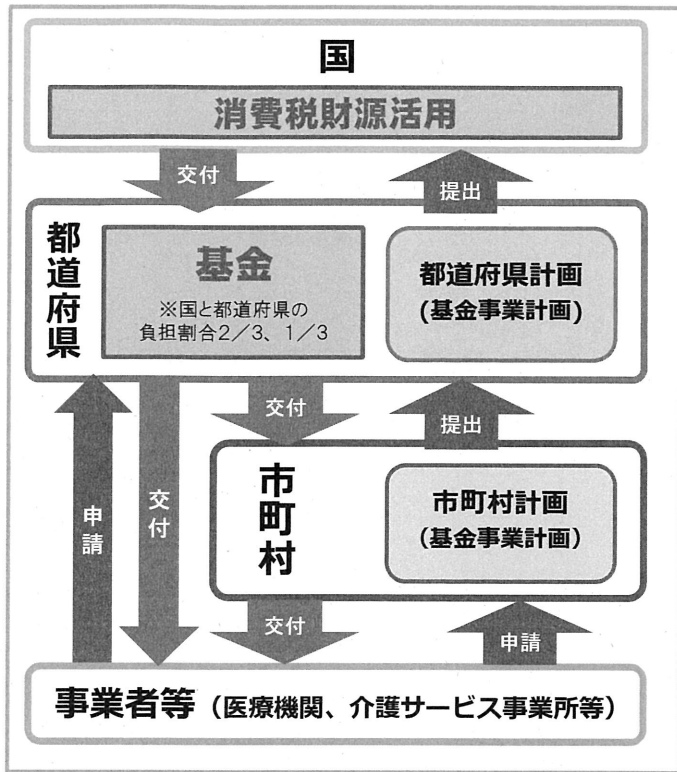 国
消費税財源活用
交付
提出
都道府県
基金
※国と都道府県の
負担割合2／3、1／3
都道府県計画
(基金事業計画)
交付
提出
申請
交付
市町村
市町村計画
（基金事業計画）
交付
申請
事業者等（医療機関、介護サービス事業所等）